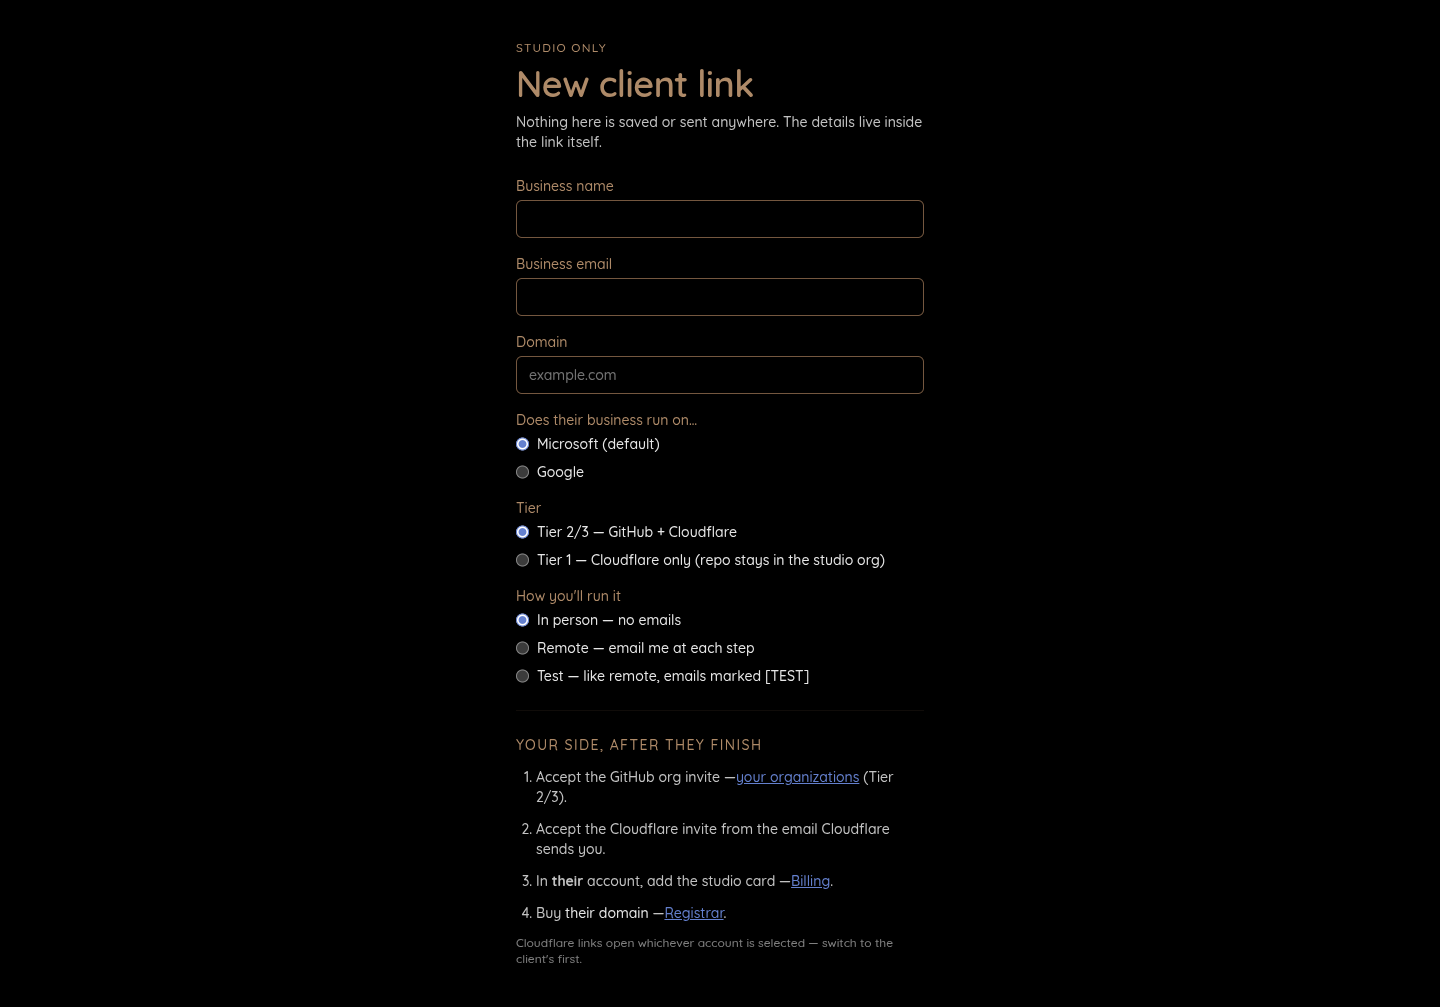 STUDIO ONLY
New client link
Nothing here is saved or sent anywhere. The details live inside
the link itself.
Business name
Business email
Domain
example.com
Does their business run on…
Microsoft (default)
Google
Tier
Tier 2/3 — GitHub + Cloudflare
Tier 1 — Cloudflare only (repo stays in the studio org)
How you'll run it
In person — no emails
Remote — email me at each step
Test — like remote, emails marked [TEST]
YOUR SIDE, AFTER THEY FINISH
1. Accept the GitHub org invite —your organizations (Tier
2/3).
2. Accept the Cloudflare invite from the email Cloudflare
sends you.
3. In their account, add the studio card —Billing.
4. Buy their domain —Registrar.
Cloudflare links open whichever account is selected — switch to the
client's first.